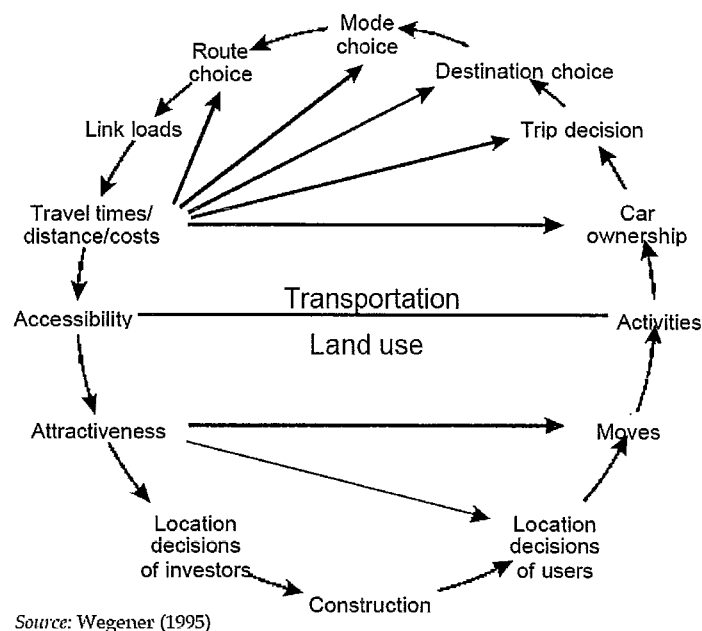 Mode
choice
Route
choice
Destination choice
Link loads
Trip decision
Travel times/
distance/costs
Car
ownership
Transportation
Accessibility
Activities
Land use
Attractiveness
Moves
Location
decisions
of investors
Location
decisions
of users
Construction
Source: Wegener (1995)